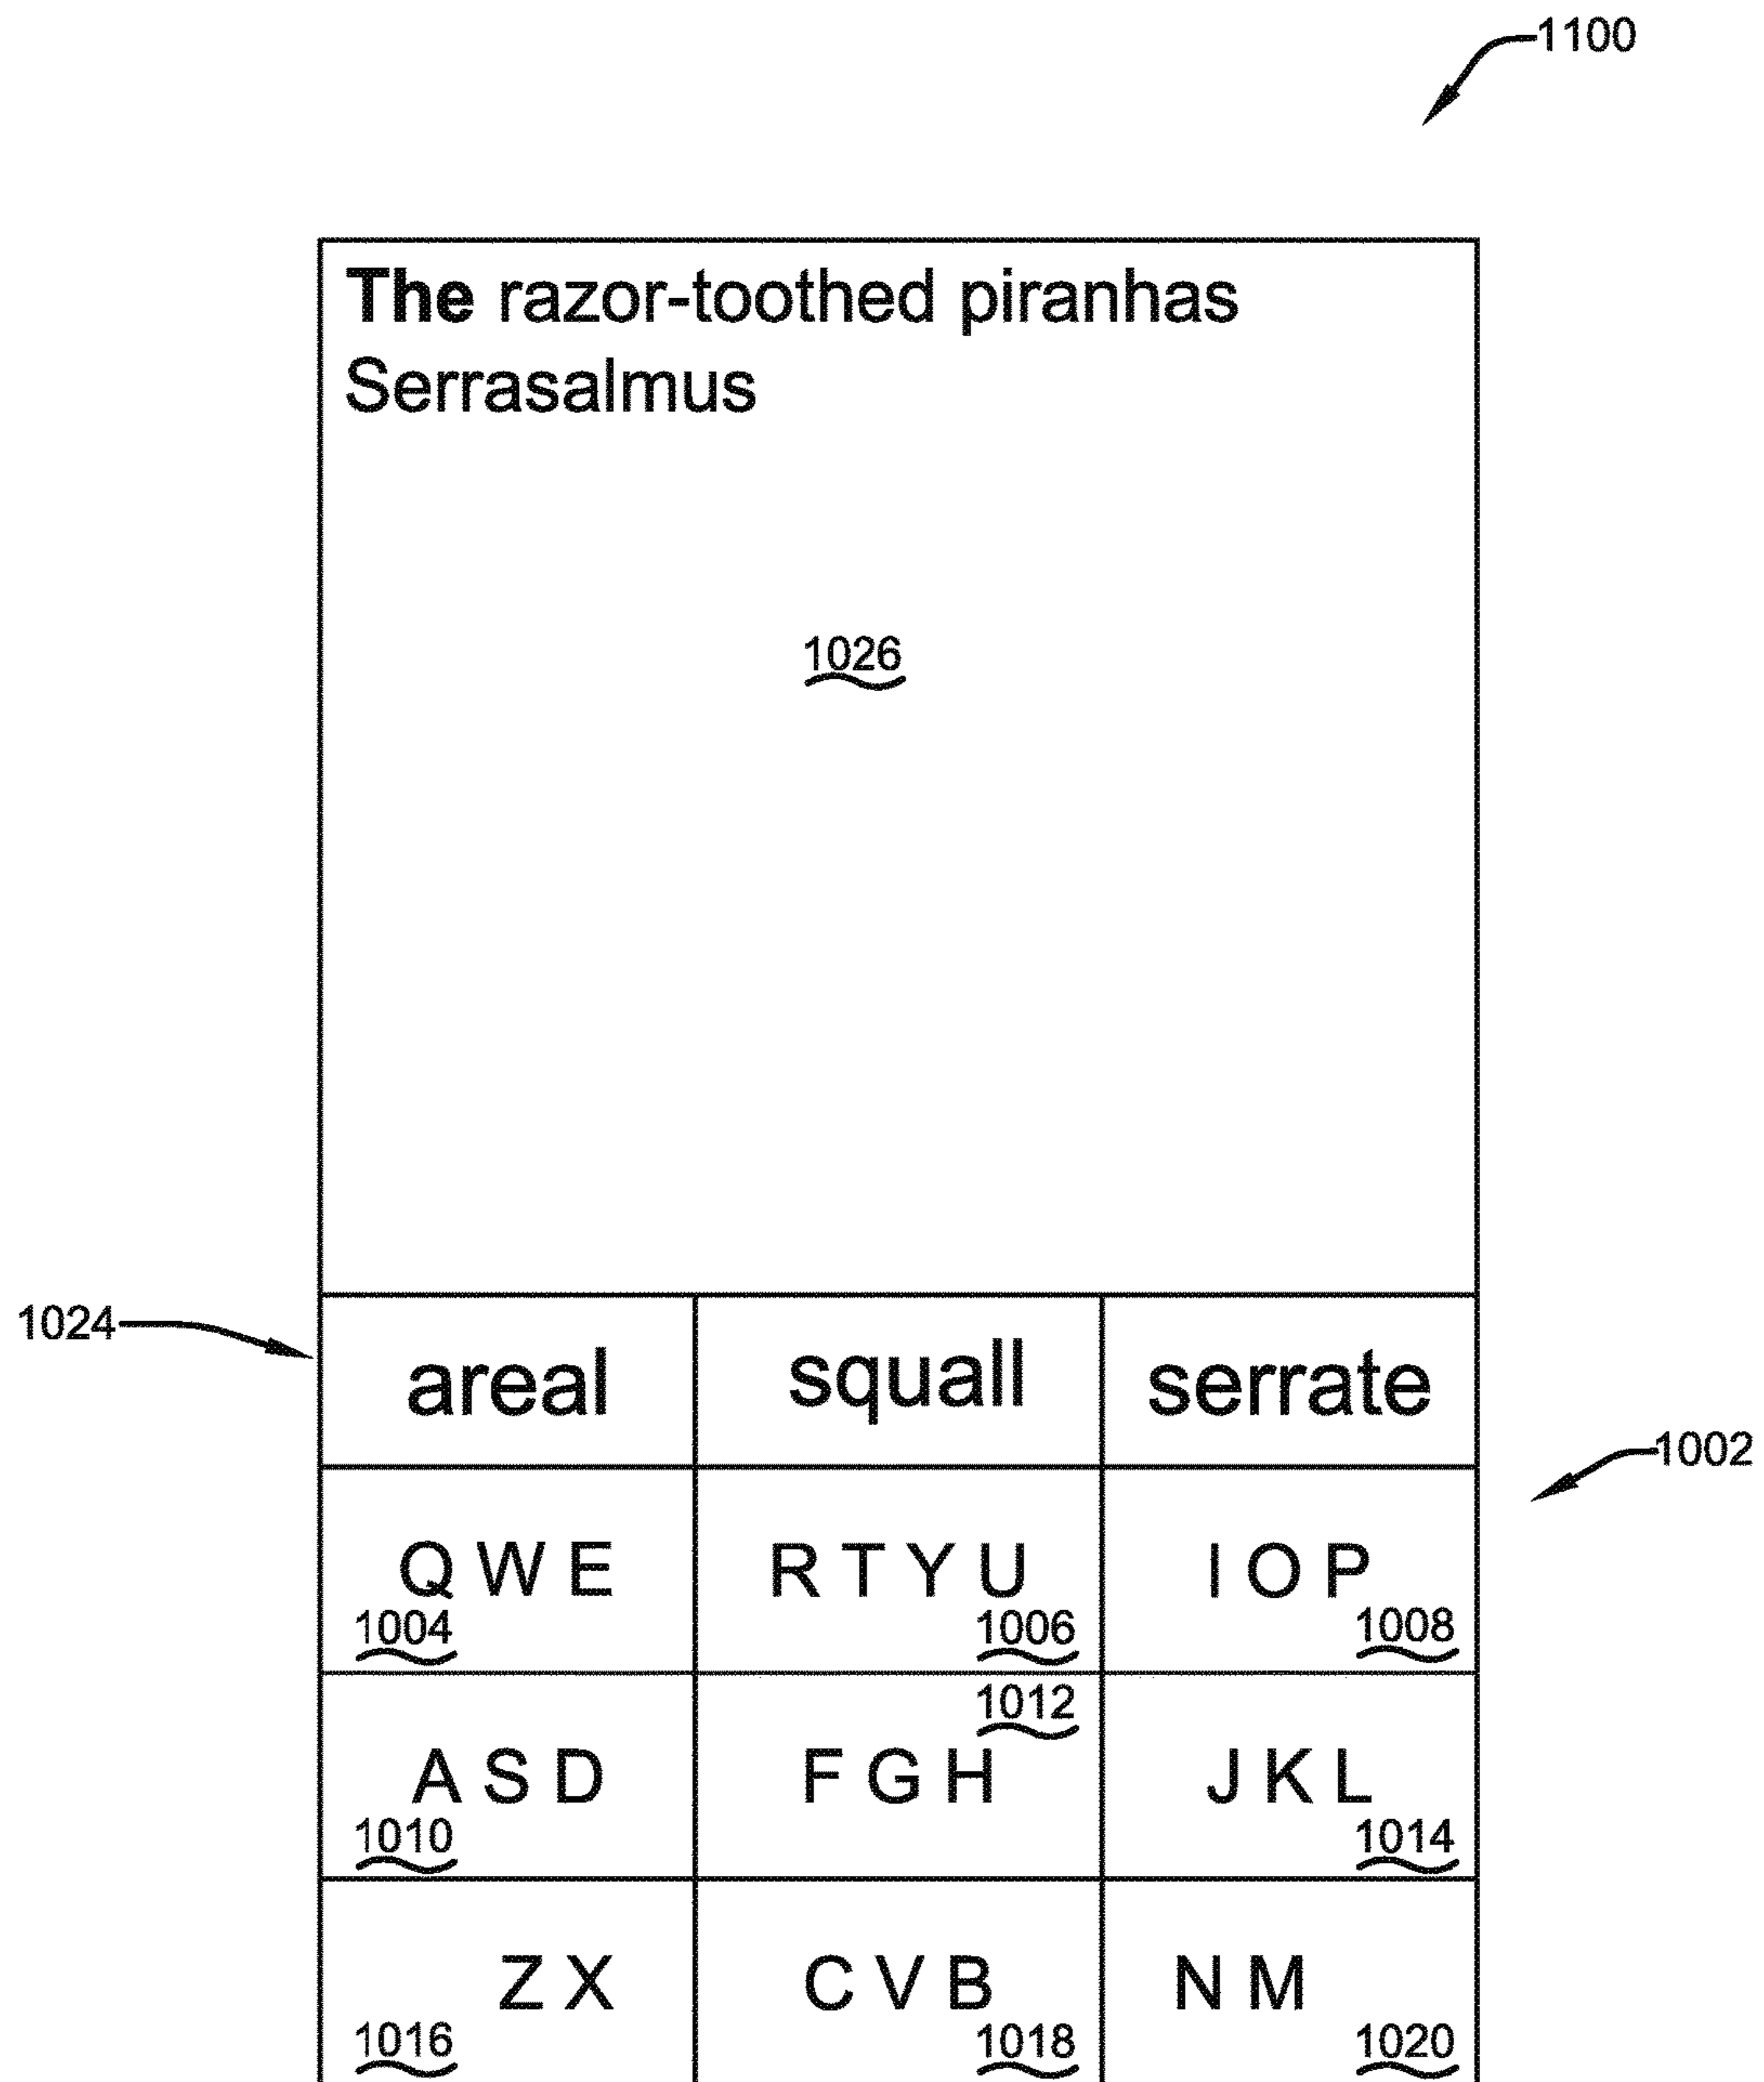 1100
The razor-toothed piranhas
Serrasalmus
1026
1024
areal squall serrate
1002
Q W E R T Y U I O P
1004 1006 1008
1012
A S D F G H J K L
1010 1014
Z X C V B N M
1016 1018 1020